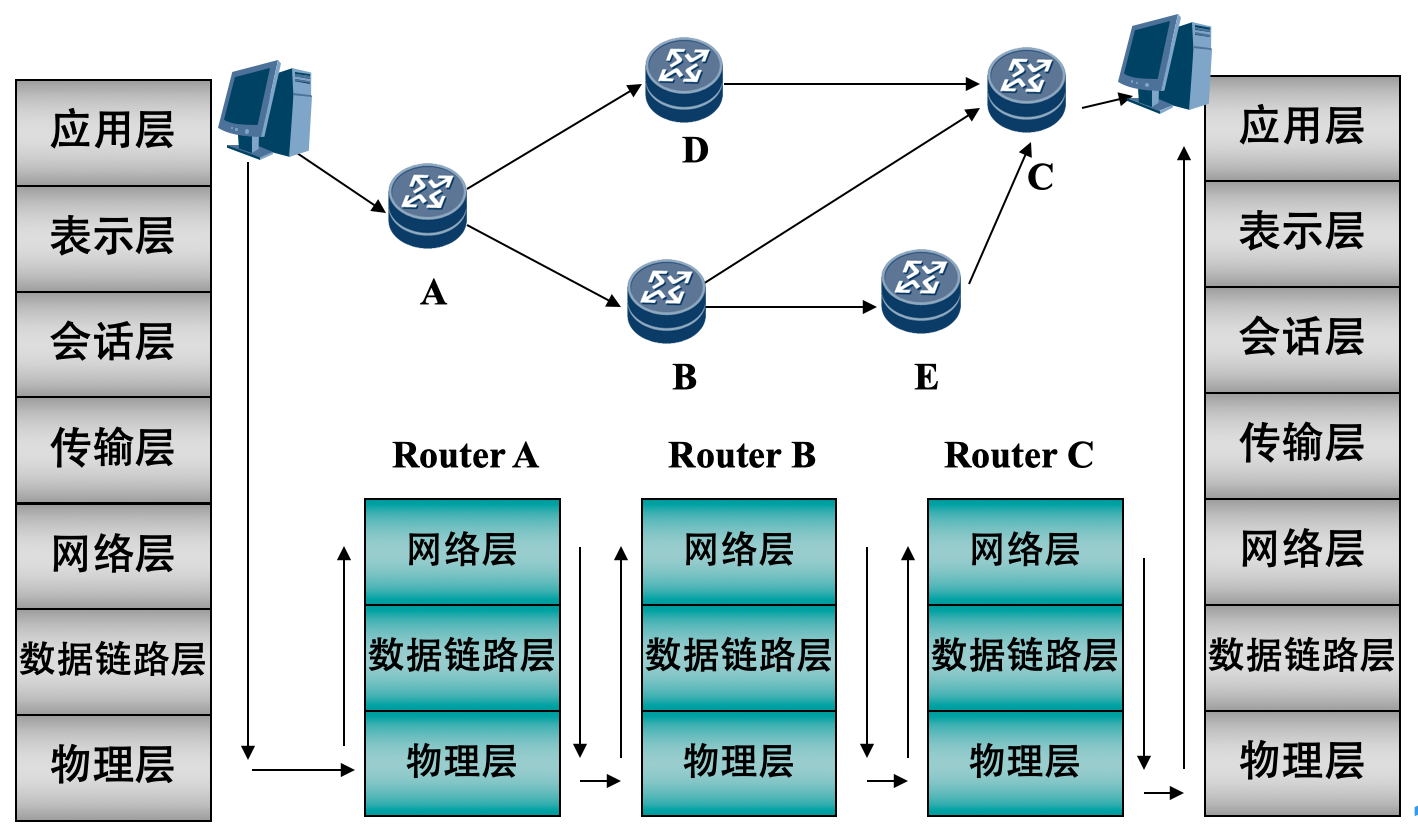 应用层
表示层
会话层
传输层
网络层
数据链路层
物理层
A
D
B
E
C
Router A
网络层
数据链路层
物理层
Router B
网络层
数据链路层
物理层
Router C
网络层
数据链路层
物理层
应用层
表示层
会话层
传输层
网络层
数据链路层
物理层